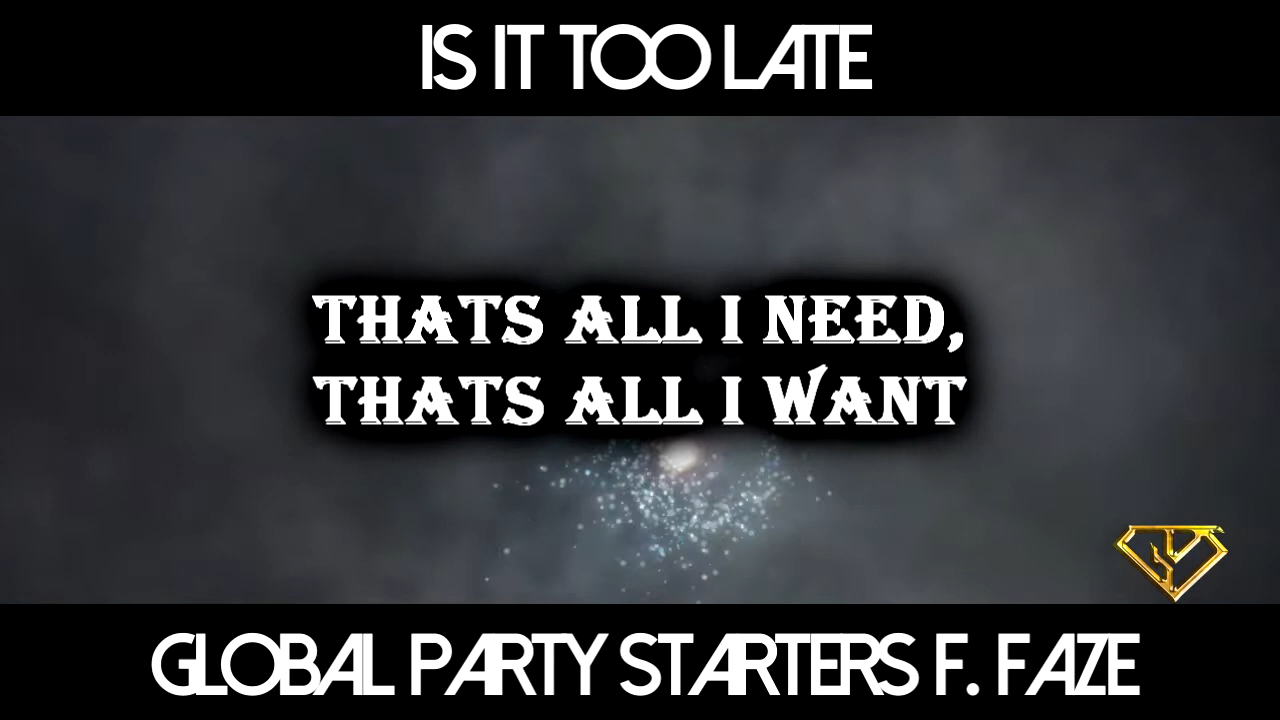 IS IT TOO LATE
THATS ALL I NEED,
THATS ALL I WANT
GLOBAL PARTY STARTERS F. FAZE